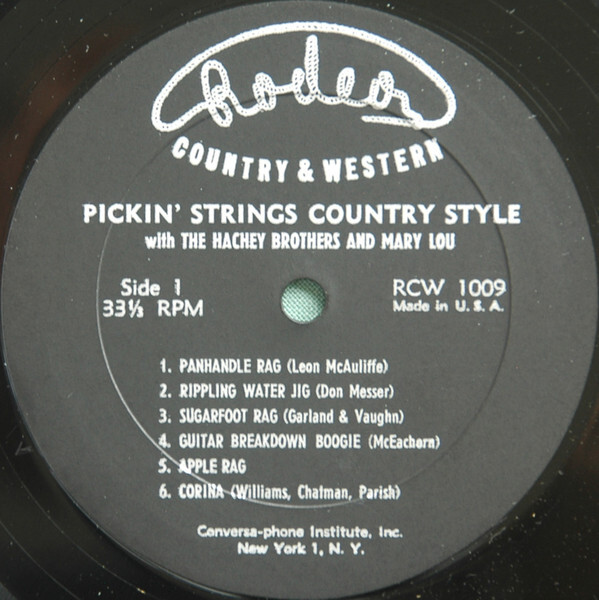 Rodeo
COUNTRY & WESTERN
PICKIN' STRINGS COUNTRY STYLE
with THE HACHEY BROTHERS AND MARY LOU
Side 1
33⅓ RPM
RCW 1009
Made in U. S. A.
1. PANHANDLE RAG (Leon McAuliffe)
2. RIPPLING WATER JIG (Don Messer)
3. SUGARFOOT RAG (Garland & Vaughn)
4. GUITAR BREAKDOWN BOOGIE (McEachern)
5. APPLE RAG
6. CORINA (Williams, Chatman, Parish)
Conversa-phone Institute, Inc.
New York 1, N. Y.